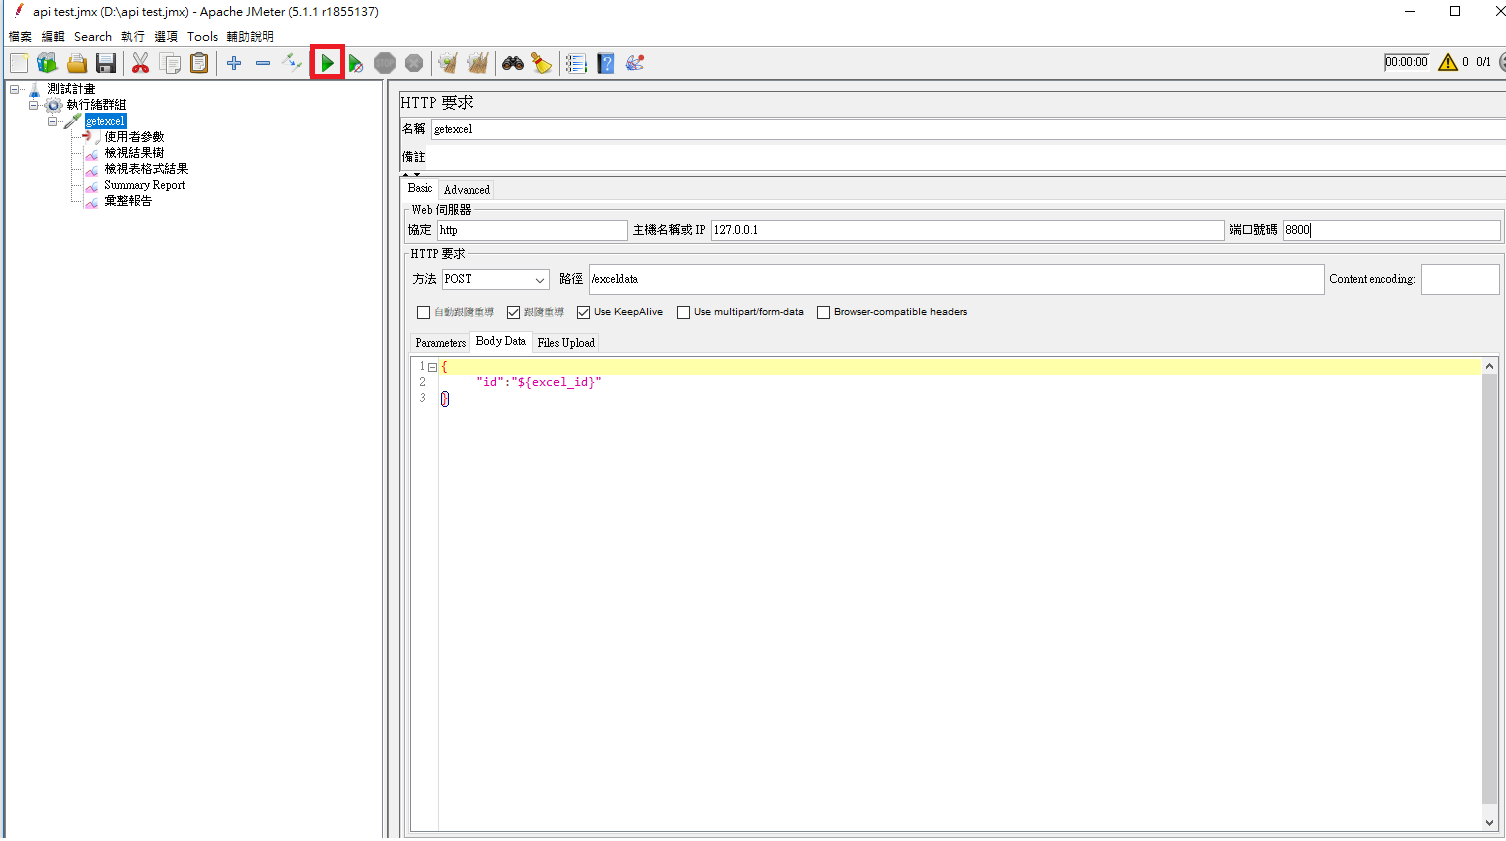 api test.jmx (D:\api test.jmx) - Apache JMeter (5.1.1 r1855137)
檔案 編輯 Search 執行 選項 Tools 輔助說明
STOP
00:00:00 0 0/1
測試計畫
執行緒群組
getexcel
使用者參數
檢視結果樹
檢視表格式結果
Summary Report
彙整報告
HTTP 要求
名稱 getexcel
備註
Basic Advanced
Web 伺服器
協定 http 主機名稱或 IP 127.0.0.1 端口號碼 8800
HTTP 要求
方法 POST 路徑 /exceldata Content encoding:
自動跟隨重導 跟隨重導 Use KeepAlive Use multipart/form-data Browser-compatible headers
Parameters Body Data Files Upload
1 {
2 "id":"${excel_id}"
3 }